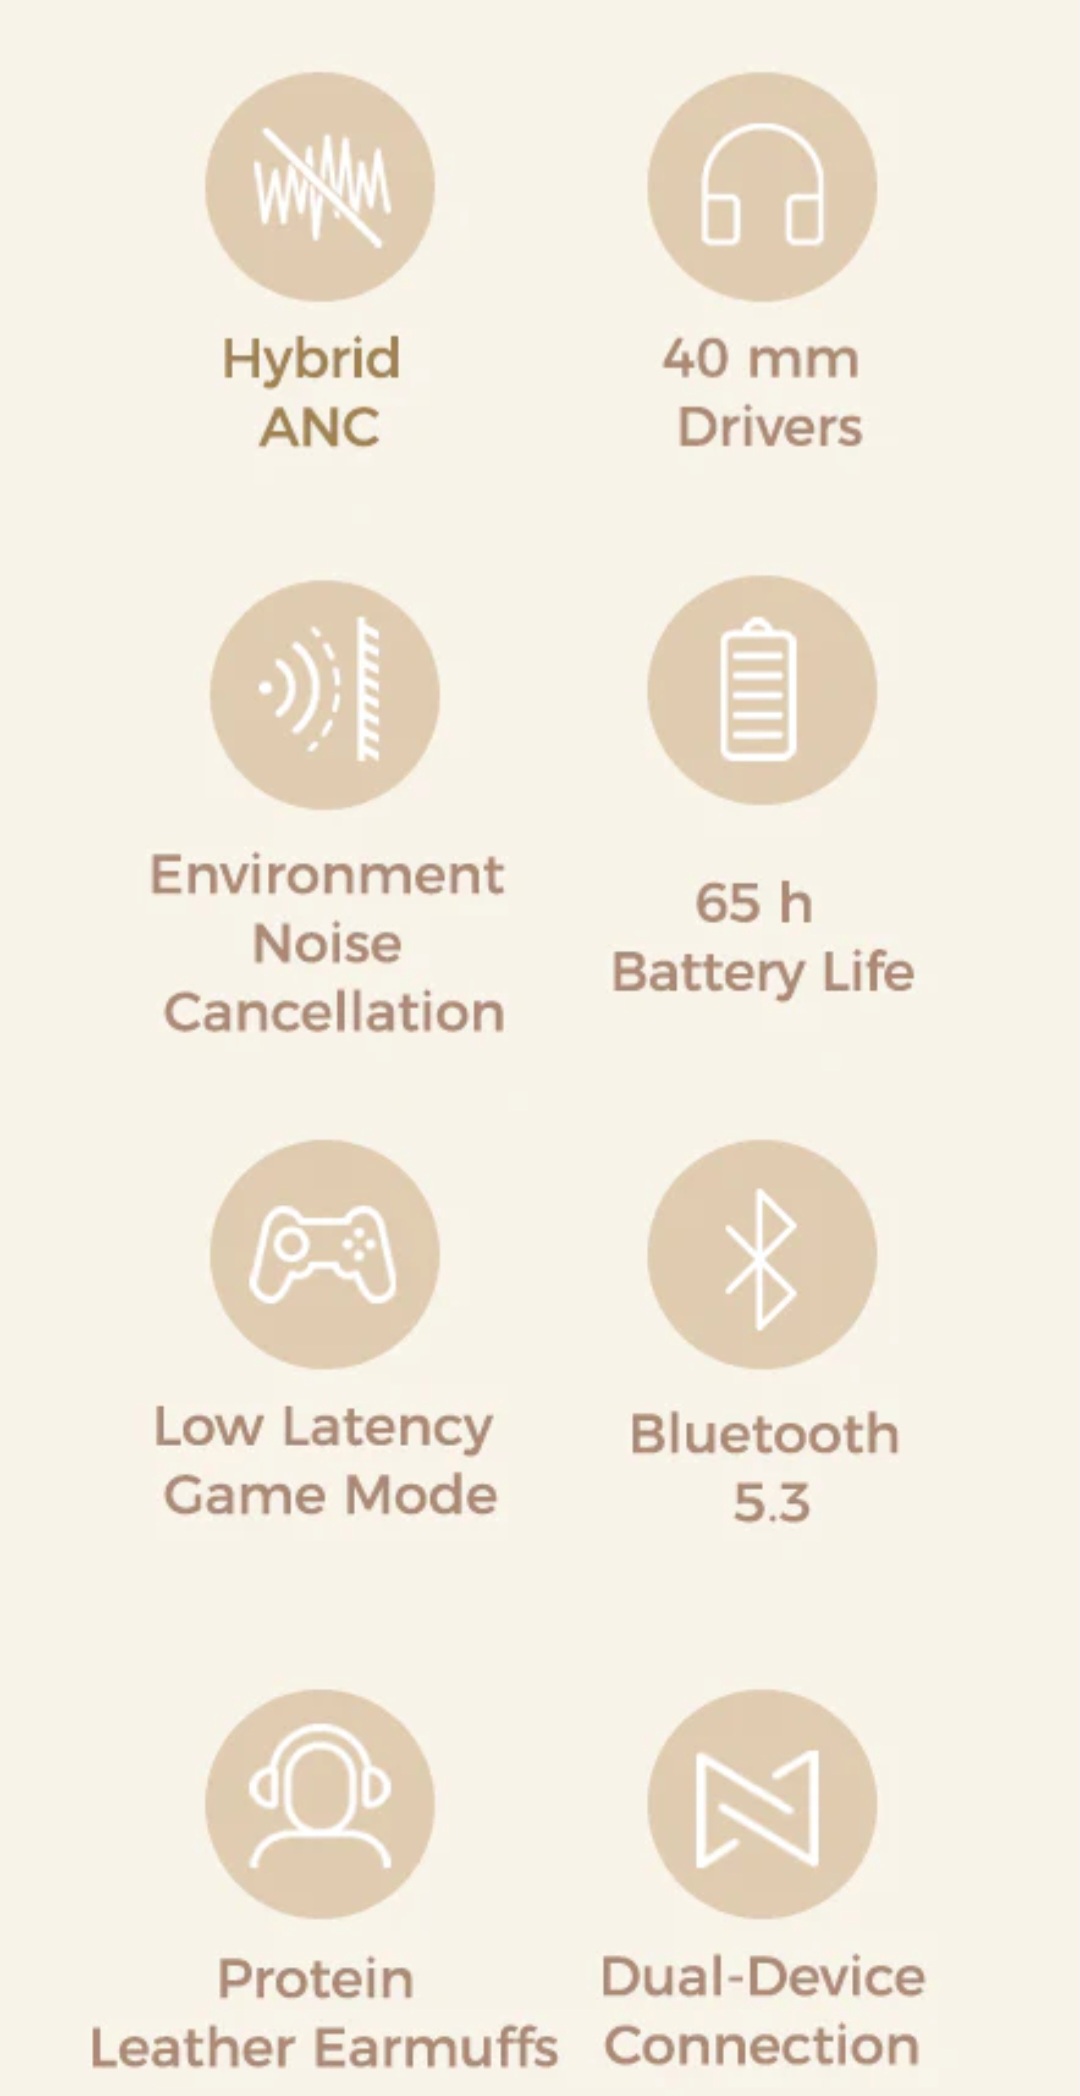 Hybrid
ANC
40 mm
Drivers
Environment
Noise
Cancellation
65 h
Battery Life
Low Latency
Game Mode
Bluetooth
5.3
Protein
Leather Earmuffs
Dual-Device
Connection